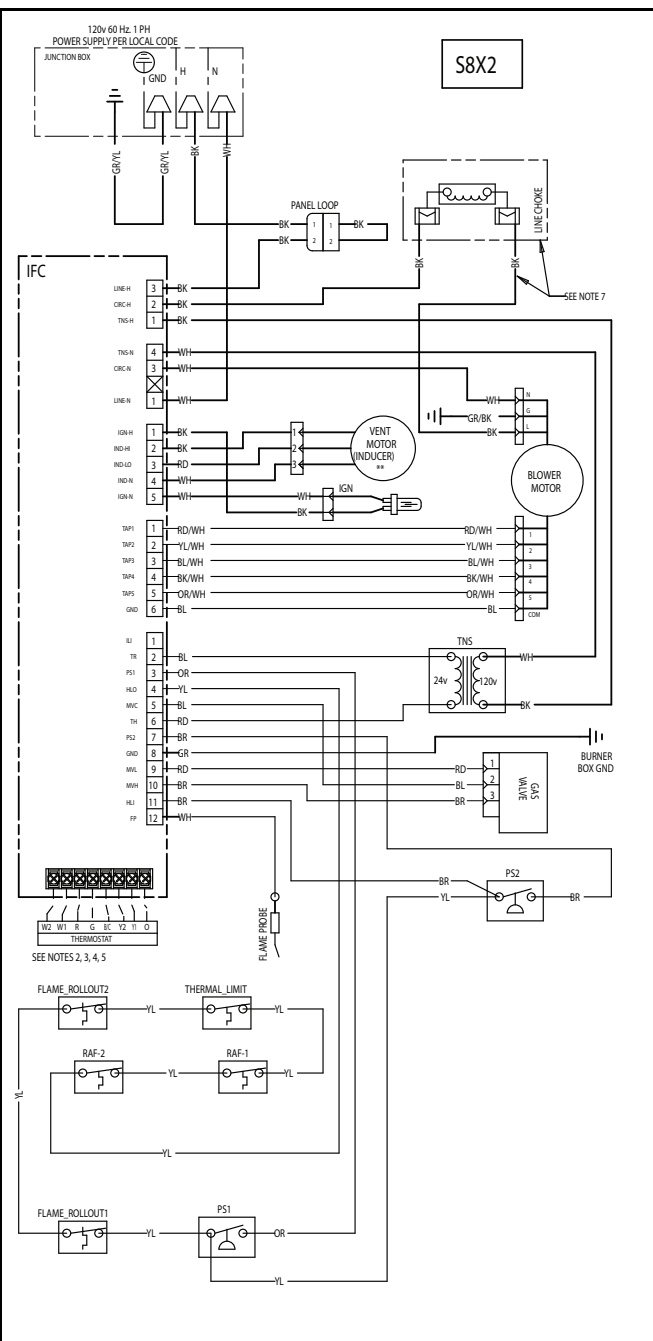 120v 60 Hz. 1 PH
POWER SUPPLY PER LOCAL CODE
JUNCTION BOX
GND
H
N
S8X2
GR/YL
GR/YL
BK
WH
PANEL LOOP
BK
1
1
BK
BK
2
2
LINE CHOKE
BK
BK
SEE NOTE 7
IFC
LINE-H 3 BK
CIRC-H 2 BK
TNS-H 1 BK
TNS-N 4 WH
CIRC-N 3 WH
LINE-N 1 WH
IGN-H 1 BK
IND-HI 2 BK
IND-LO 3 RD
IND-N 4 WH
IGN-N 5 WH
1
2
3
VENT
MOTOR
(INDUCER)
**
WH
BK
IGN
WH N
GR/BK G
BK L
BLOWER
MOTOR
TAP1 1 RD/WH RD/WH 1
TAP2 2 YL/WH YL/WH 2
TAP3 3 BL/WH BL/WH 3
TAP4 4 BK/WH BK/WH 4
TAP5 5 OR/WH OR/WH 5
GND 6 BL BL COM
ILI 1
TR 2 BL
PS1 3 OR
HLO 4 YL
MVC 5 BL
TH 6 RD
PS2 7 BR
GND 8 GR
MVL 9 RD
MVH 10 BR
HLI 11 BR
FP 12 WH
TNS
24v
120v
WH
BK
BURNER
BOX GND
RD 1
BL 2
BR 3
GAS
VALVE
PS2
BR
YL
BR
FLAME PROBE
W2 W1 R G B/C Y2 Y1 O
THERMOSTAT
SEE NOTES 2, 3, 4, 5
FLAME_ROLLOUT2
THERMAL_LIMIT
YL
YL
RAF-2
RAF-1
YL
YL
YL
YL
FLAME_ROLLOUT1
PS1
YL
OR
YL